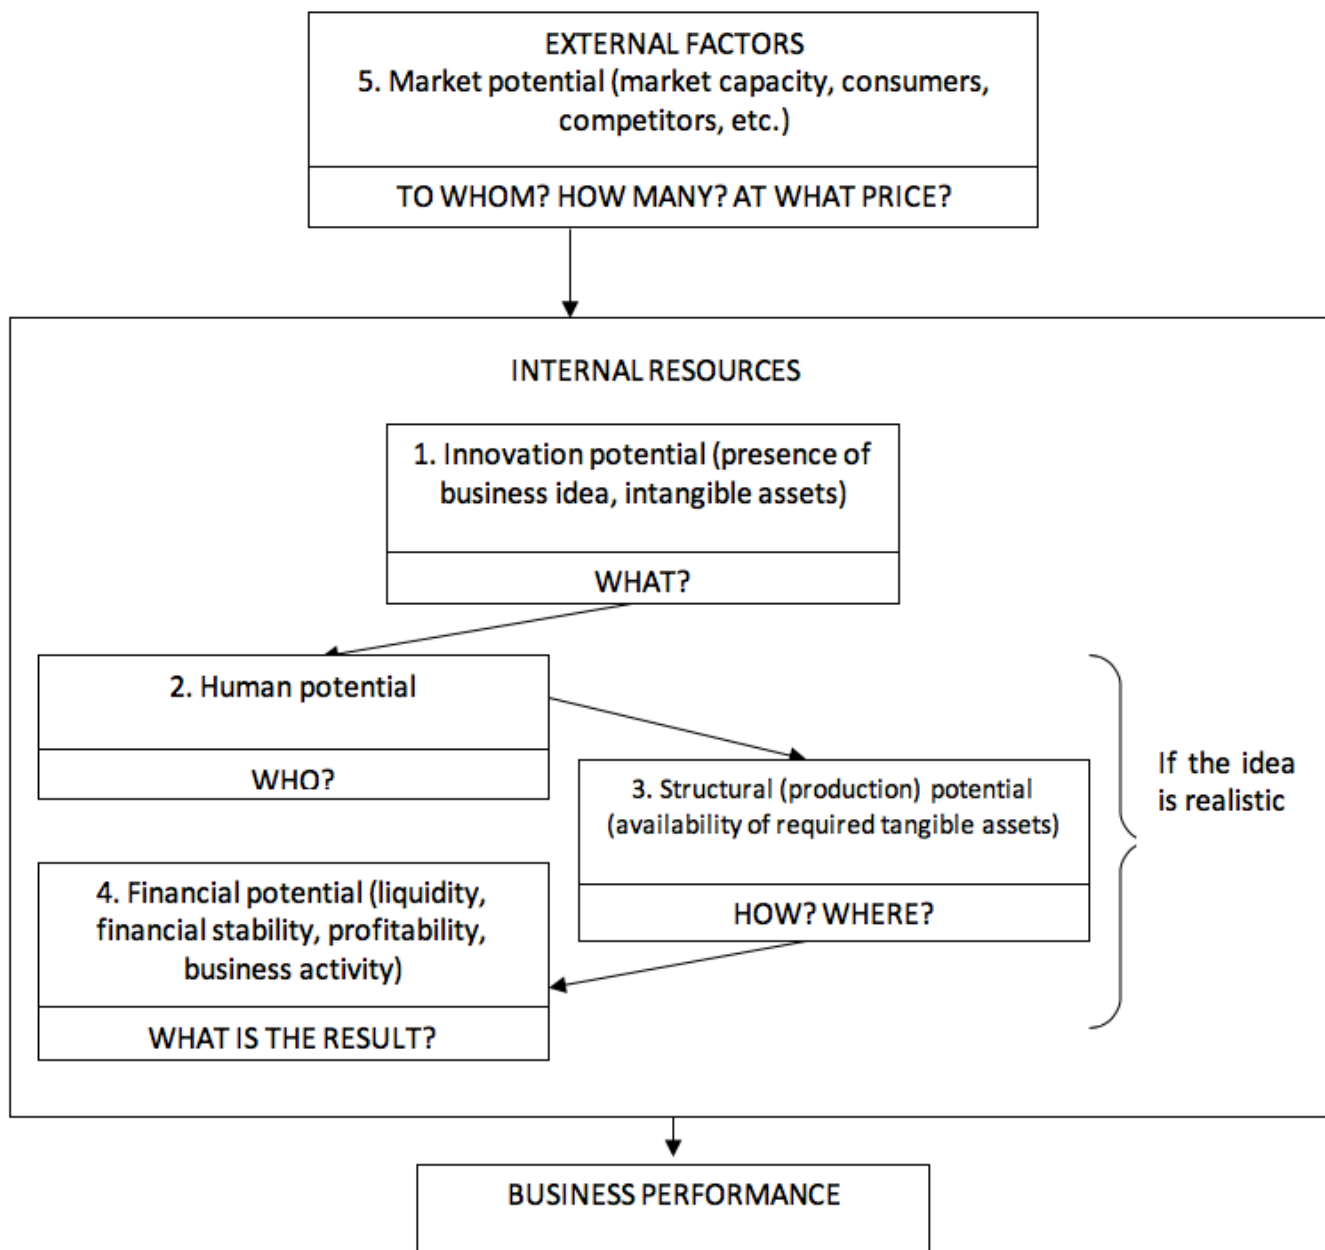 EXTERNAL FACTORS
5. Market potential (market capacity, consumers,
competitors, etc.)
TO WHOM? HOW MANY? AT WHAT PRICE?
INTERNAL RESOURCES
1. Innovation potential (presence of
business idea, intangible assets)
WHAT?
2. Human potential
WHO?
3. Structural (production) potential
(availability of required tangible assets)
HOW? WHERE?
4. Financial potential (liquidity,
financial stability, profitability,
business activity)
WHAT IS THE RESULT?
If the idea
is realistic
BUSINESS PERFORMANCE